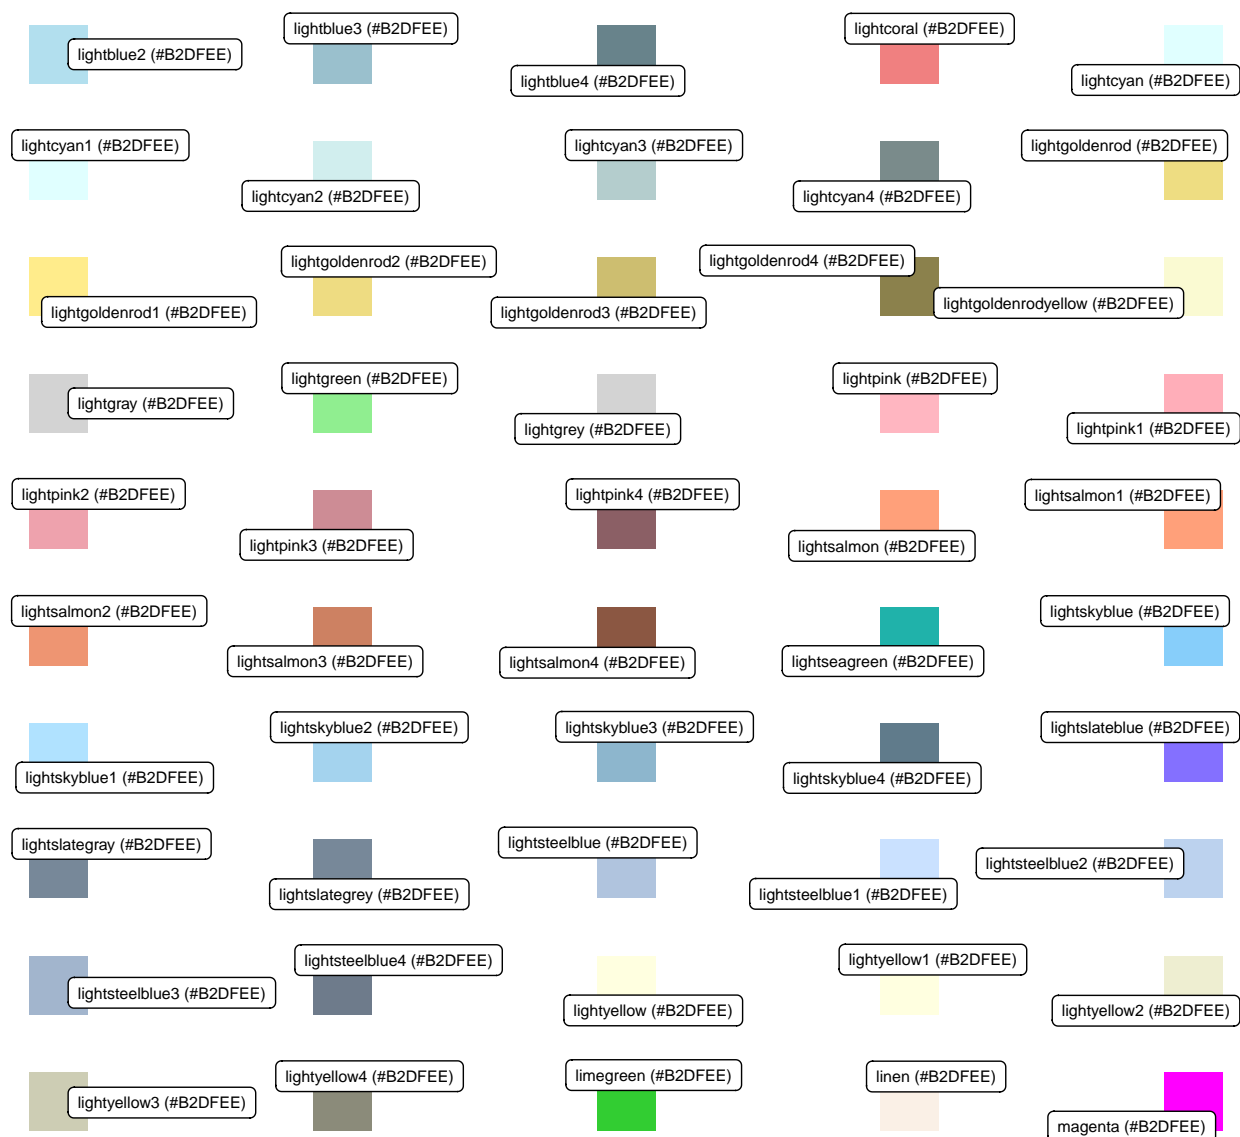 lightblue2 (#B2DFEE)
lightblue3 (#B2DFEE)
lightblue4 (#B2DFEE)
lightcoral (#B2DFEE)
lightcyan (#B2DFEE)
lightcyan1 (#B2DFEE)
lightcyan2 (#B2DFEE)
lightcyan3 (#B2DFEE)
lightcyan4 (#B2DFEE)
lightgoldenrod (#B2DFEE)
lightgoldenrod1 (#B2DFEE)
lightgoldenrod2 (#B2DFEE)
lightgoldenrod3 (#B2DFEE)
lightgoldenrod4 (#B2DFEE)
lightgoldenrodyellow (#B2DFEE)
lightgray (#B2DFEE)
lightgreen (#B2DFEE)
lightgrey (#B2DFEE)
lightpink (#B2DFEE)
lightpink1 (#B2DFEE)
lightpink2 (#B2DFEE)
lightpink3 (#B2DFEE)
lightpink4 (#B2DFEE)
lightsalmon (#B2DFEE)
lightsalmon1 (#B2DFEE)
lightsalmon2 (#B2DFEE)
lightsalmon3 (#B2DFEE)
lightsalmon4 (#B2DFEE)
lightseagreen (#B2DFEE)
lightskyblue (#B2DFEE)
lightskyblue1 (#B2DFEE)
lightskyblue2 (#B2DFEE)
lightskyblue3 (#B2DFEE)
lightskyblue4 (#B2DFEE)
lightslateblue (#B2DFEE)
lightslategray (#B2DFEE)
lightslategrey (#B2DFEE)
lightsteelblue (#B2DFEE)
lightsteelblue1 (#B2DFEE)
lightsteelblue2 (#B2DFEE)
lightsteelblue3 (#B2DFEE)
lightsteelblue4 (#B2DFEE)
lightyellow (#B2DFEE)
lightyellow1 (#B2DFEE)
lightyellow2 (#B2DFEE)
lightyellow3 (#B2DFEE)
lightyellow4 (#B2DFEE)
limegreen (#B2DFEE)
linen (#B2DFEE)
magenta (#B2DFEE)